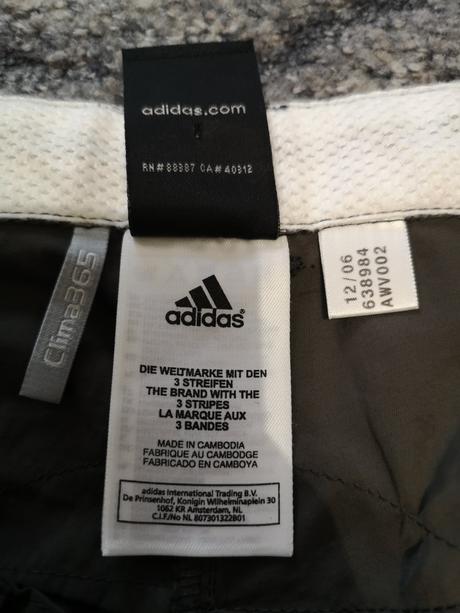 adidas.com
RN#88387 CA#40312
Clima365
adidas
DIE WELTMARKE MIT DEN
3 STREIFEN
THE BRAND WITH THE
3 STRIPES
LA MARQUE AUX
3 BANDES
MADE IN CAMBODIA
FABRIQUE AU CAMBODGE
FABRICADO EN CAMBOYA
adidas International Trading B.V.
De Prinsenhof, Konigin Wilhelminaplein 30
1062 KR Amsterdam, NL
C.I.F./No NL 807301322B01
12/06
638984
AWV002